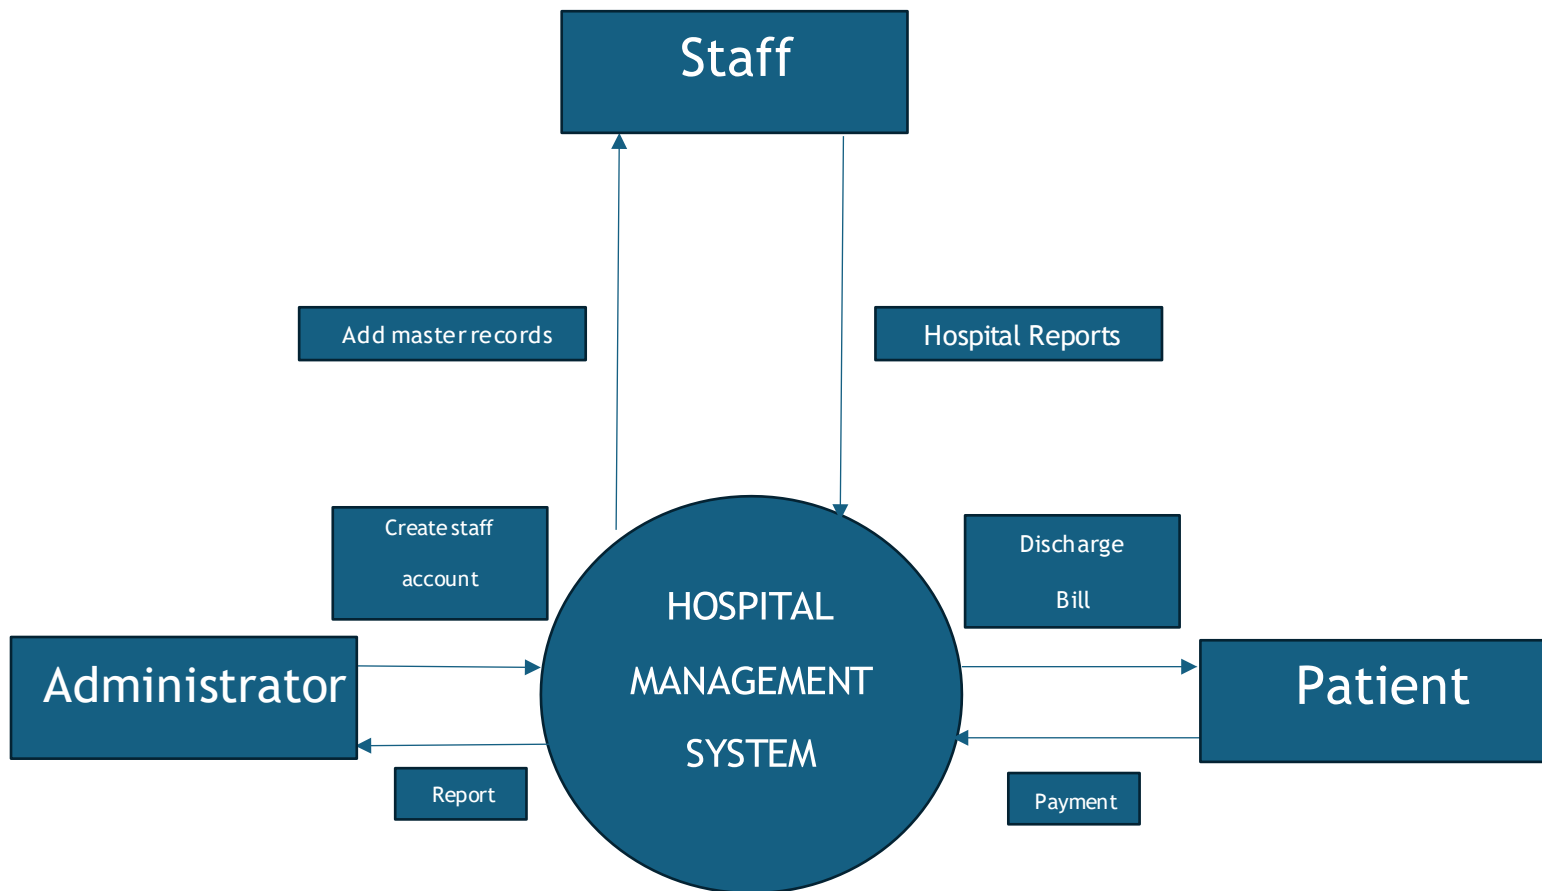 Staff
Add master records
Hospital Reports
Create staff
account
Discharge
Bill
HOSPITAL
MANAGEMENT
SYSTEM
Administrator
Patient
Report
Payment